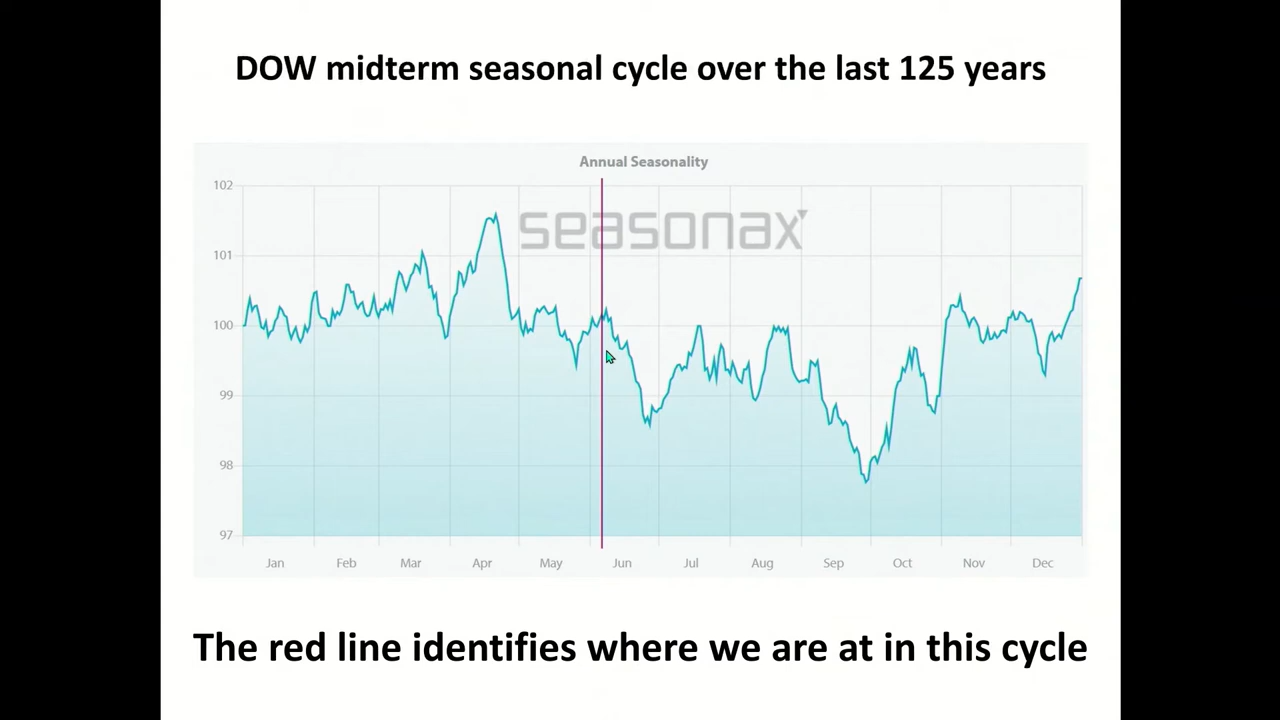 DOW midterm seasonal cycle over the last 125 years
Annual Seasonality
seasonax
102
101
100
99
98
97
Jan Feb Mar Apr May Jun Jul Aug Sep Oct Nov Dec
The red line identifies where we are at in this cycle